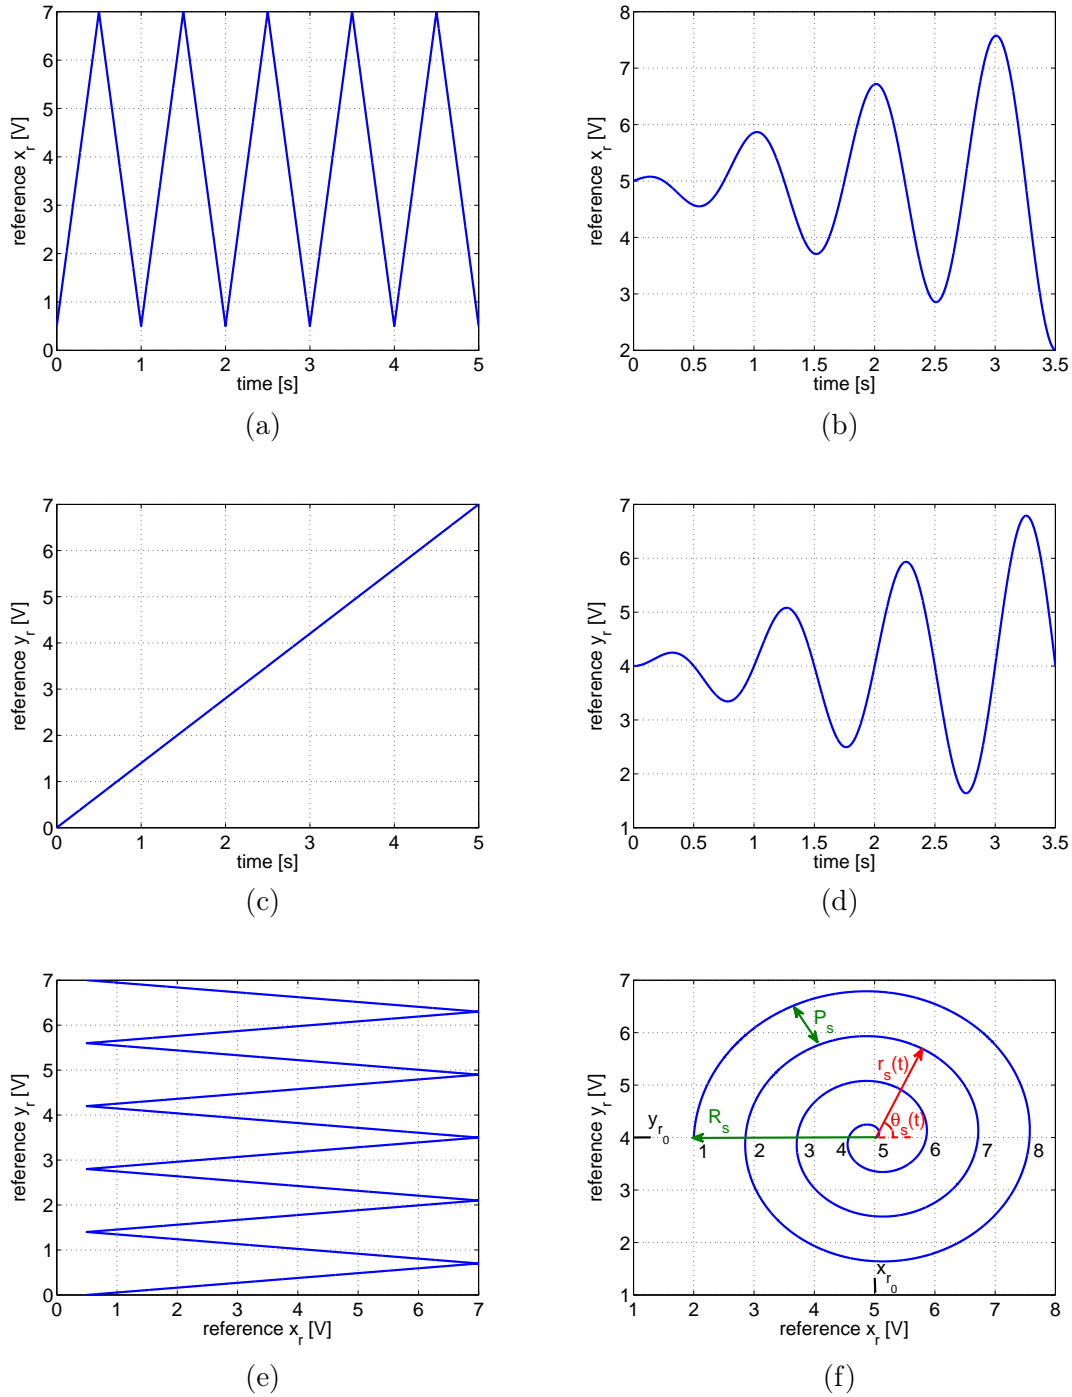 7
6
5
4
3
2
1
0
reference x_r [V]
0 1 2 3 4 5
time [s]
(a)
8
7
6
5
4
3
2
reference x_r [V]
0 0.5 1 1.5 2 2.5 3 3.5
time [s]
(b)
7
6
5
4
3
2
1
0
reference y_r [V]
0 1 2 3 4 5
time [s]
(c)
7
6
5
4
3
2
1
reference y_r [V]
0 0.5 1 1.5 2 2.5 3 3.5
time [s]
(d)
7
6
5
4
3
2
1
0
reference y_r [V]
0 1 2 3 4 5 6 7
reference x_r [V]
(e)
7
6
5
4
3
2
1
reference y_r [V]
P_s
r_s(t)
R_s
θ_s(t)
y_{r_0}
1 2 3 4 5 6 7 8
x_{r_0}
1 2 3 4 5 6 7 8
reference x_r [V]
(f)